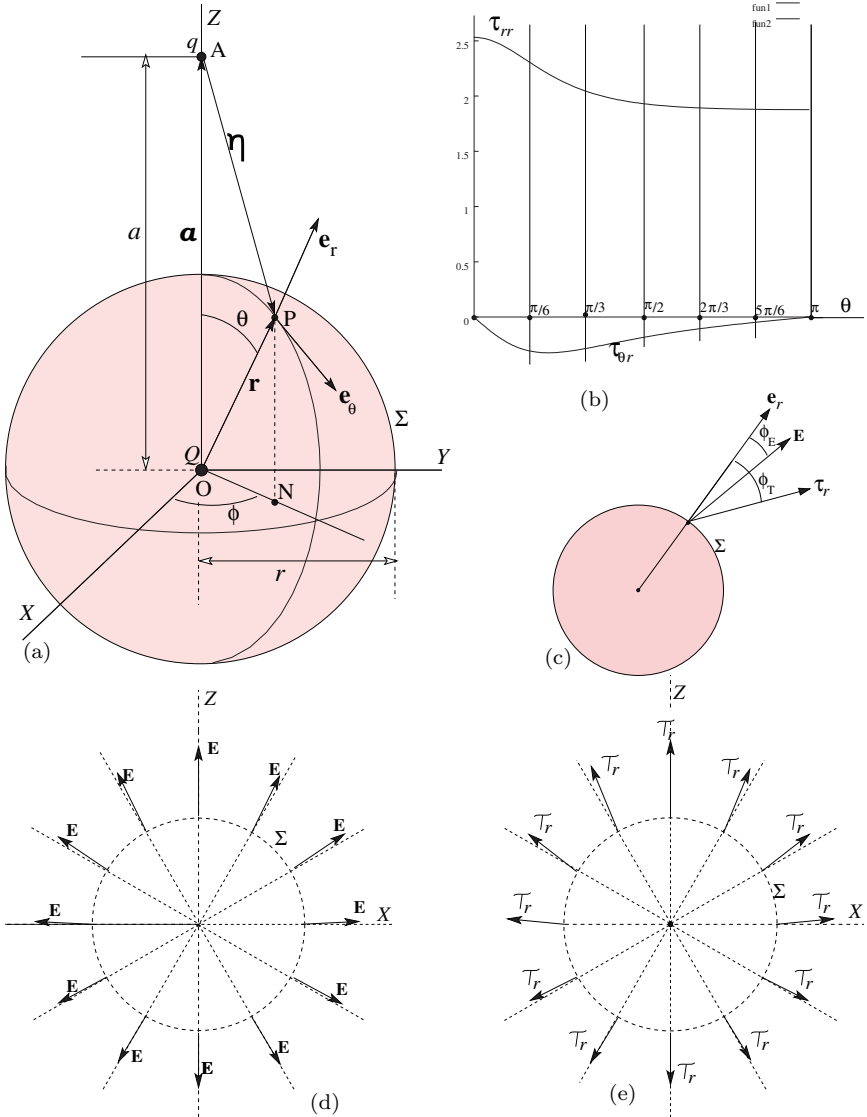 Z
q A
η
a
a
e_r
θ
P
r
e_θ
Σ
Q
O
Y
N
ϕ
r
X
(a)
fun1
fun2
τ_rr
2.5
2
1.5
1
0.5
0
π/6
π/3
π/2
2π/3
5π/6
π
θ
τ_θr
(b)
e_r
ϕ_E
E
ϕ_T
τ_r
Σ
(c)
Z
E
E
E
E
Σ
E
E
E
E
X
E
E
E
E
E
(d)
Z
T_r
T_r
T_r
T_r
T_r
Σ
T_r
T_r
X
T_r
T_r
T_r
T_r
T_r
(e)